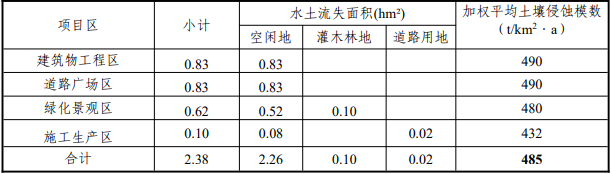 项目区 小计 水土流失面积(hm²) 加权平均土壤侵蚀模数
空闲地 灌木林地 道路用地 （t/km²·a）
建筑物工程区 0.83 0.83 490
道路广场区 0.83 0.83 490
绿化景观区 0.62 0.52 0.10 480
施工生产区 0.10 0.08 0.02 432
合计 2.38 2.26 0.10 0.02 485